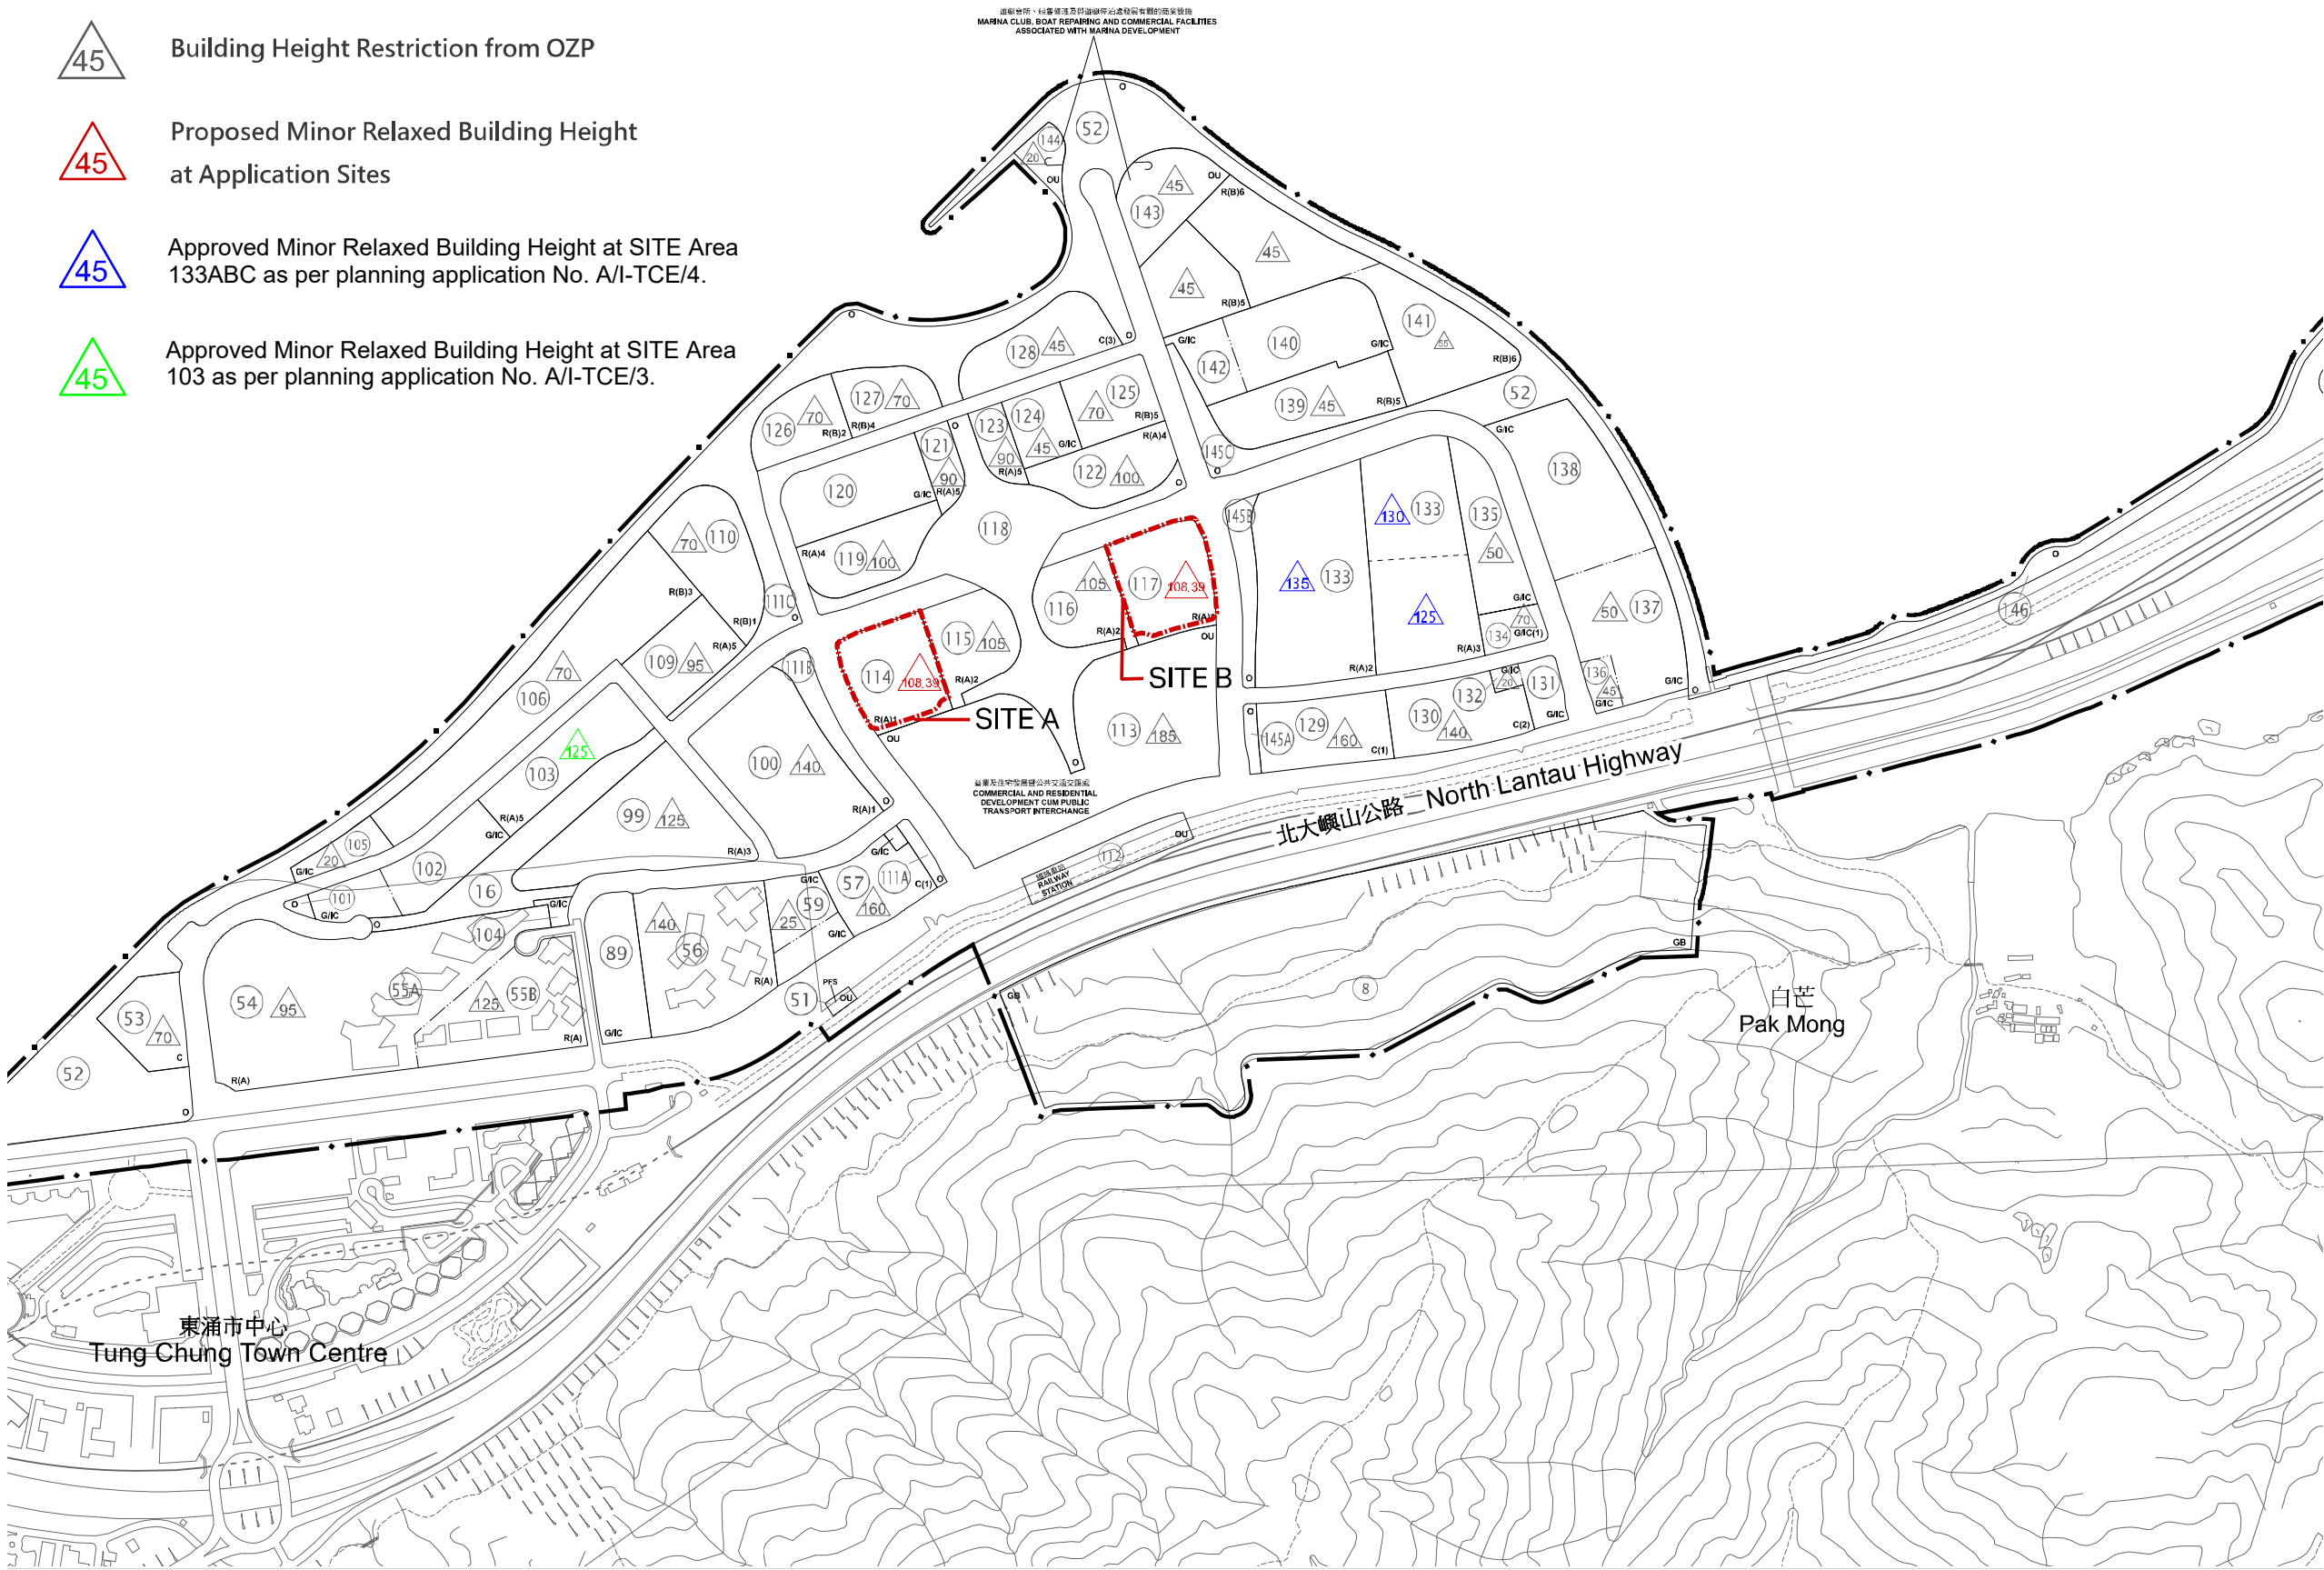 45
Building Height Restriction from OZP
45
Proposed Minor Relaxed Building Height
at Application Sites
45
Approved Minor Relaxed Building Height at SITE Area
133ABC as per planning application No. A/I-TCE/4.
45
Approved Minor Relaxed Building Height at SITE Area
103 as per planning application No. A/I-TCE/3.
MARINA CLUB, BOAT REPAIRING AND COMMERCIAL FACILITIES
ASSOCIATED WITH MARINA DEVELOPMENT
O
52
144
20
OU
45
OU
R(B)6
143
45
45
R(B)5
O
128
45
C(3)
O
G/IC
142
140
G/IC
141
R(B)6
139
45
R(B)5
52
G/IC
126
70
R(B)2
127
70
R(B)4
121
O
90
R(A)5
123
90
R(A)5
124
45
G/IC
125
70
R(B)5
R(A)4
122
100
O
145C
O
138
120
G/IC
R(A)4
119
100
118
145B
130
133
135
50
G/IC
135
133
125
R(A)2
R(A)3
134
70
G/IC(1)
50
137
G/IC
O
110
70
R(B)3
R(B)1
111C
O
116
105
R(A)2
117
108.39
OU
SITE B
114
108.39
R(A)1
OU
SITE A
115
105
R(A)2
109
95
R(A)5
111B
106
70
103
125
R(A)5
G/IC
100
140
R(A)1
O
113
185
O
COMMERCIAL AND RESIDENTIAL
DEVELOPMENT CUM PUBLIC
TRANSPORT INTERCHANGE
O
O
145A
129
160
C(1)
130
140
132
G/IC
20
131
C(2)
G/IC
136
45
G/IC
146
O
北大嶼山公路 North Lantau Highway
99
125
R(A)3
105
20
G/IC
102
101
O
G/IC
O
16
104
G/IC
57
160
G/IC
111A
C(1)
O
59
25
G/IC
G/IC
112
OU
RAILWAY
STATION
89
G/IC
140
56
R(A)
51
PFS
OU
54
95
R(A)
55A
125
55B
R(A)
53
70
C
52
O
GB
8
GB
白芒
Pak Mong
東涌市中心
Tung Chung Town Centre